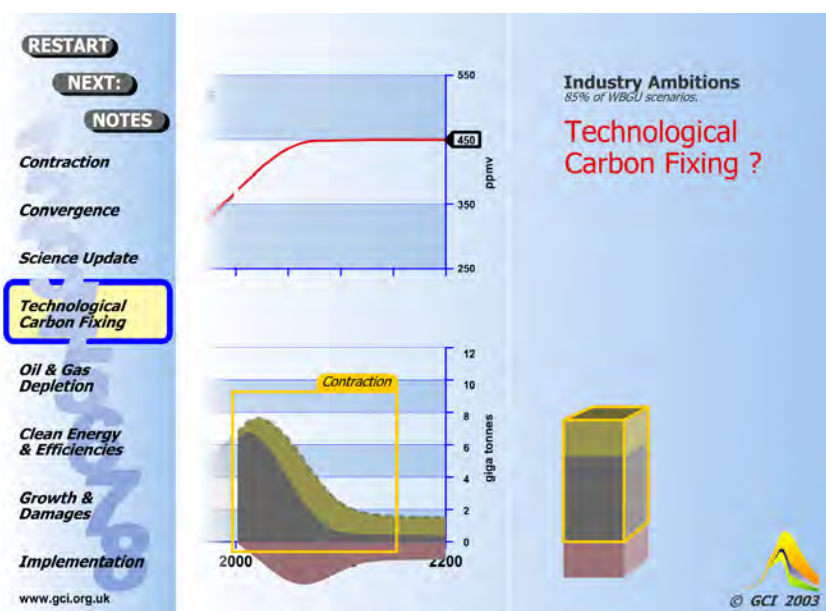 RESTART
NEXT:
NOTES
Contraction
Convergence
Science Update
Technological
Carbon Fixing
Oil & Gas
Depletion
Clean Energy
& Efficiencies
Growth &
Damages
Implementation
www.gci.org.uk
550
450
350
250
ppmv
12
10
8
6
4
2
0
giga tonnes
Contraction
2000
2200
Industry Ambitions
85% of WBGU scenarios.
Technological
Carbon Fixing ?
© GCI 2003